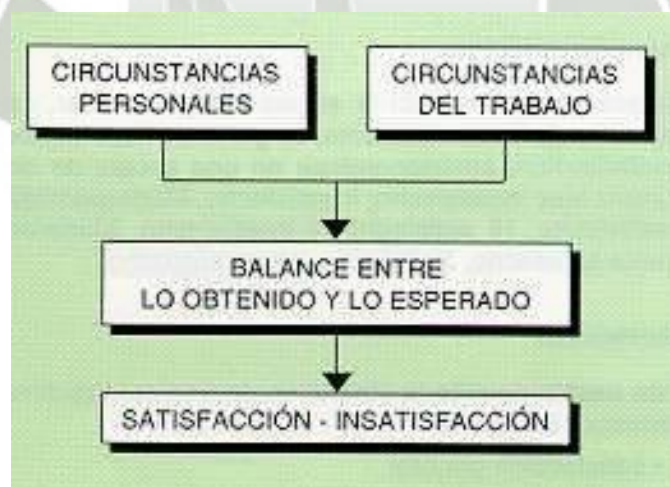 CIRCUNSTANCIAS
PERSONALES
CIRCUNSTANCIAS
DEL TRABAJO
BALANCE ENTRE
LO OBTENIDO Y LO ESPERADO
SATISFACCIÓN - INSATISFACCIÓN